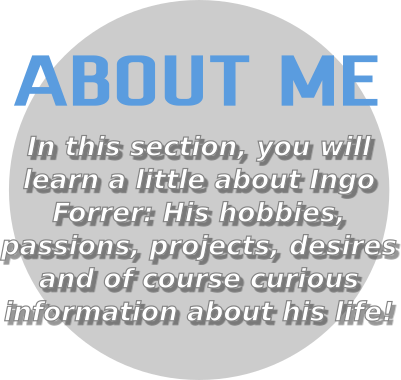 ABOUT ME
In this section, you will
learn a little about Ingo
Forrer: His hobbies,
passions, projects, desires
and of course curious
information about his life!